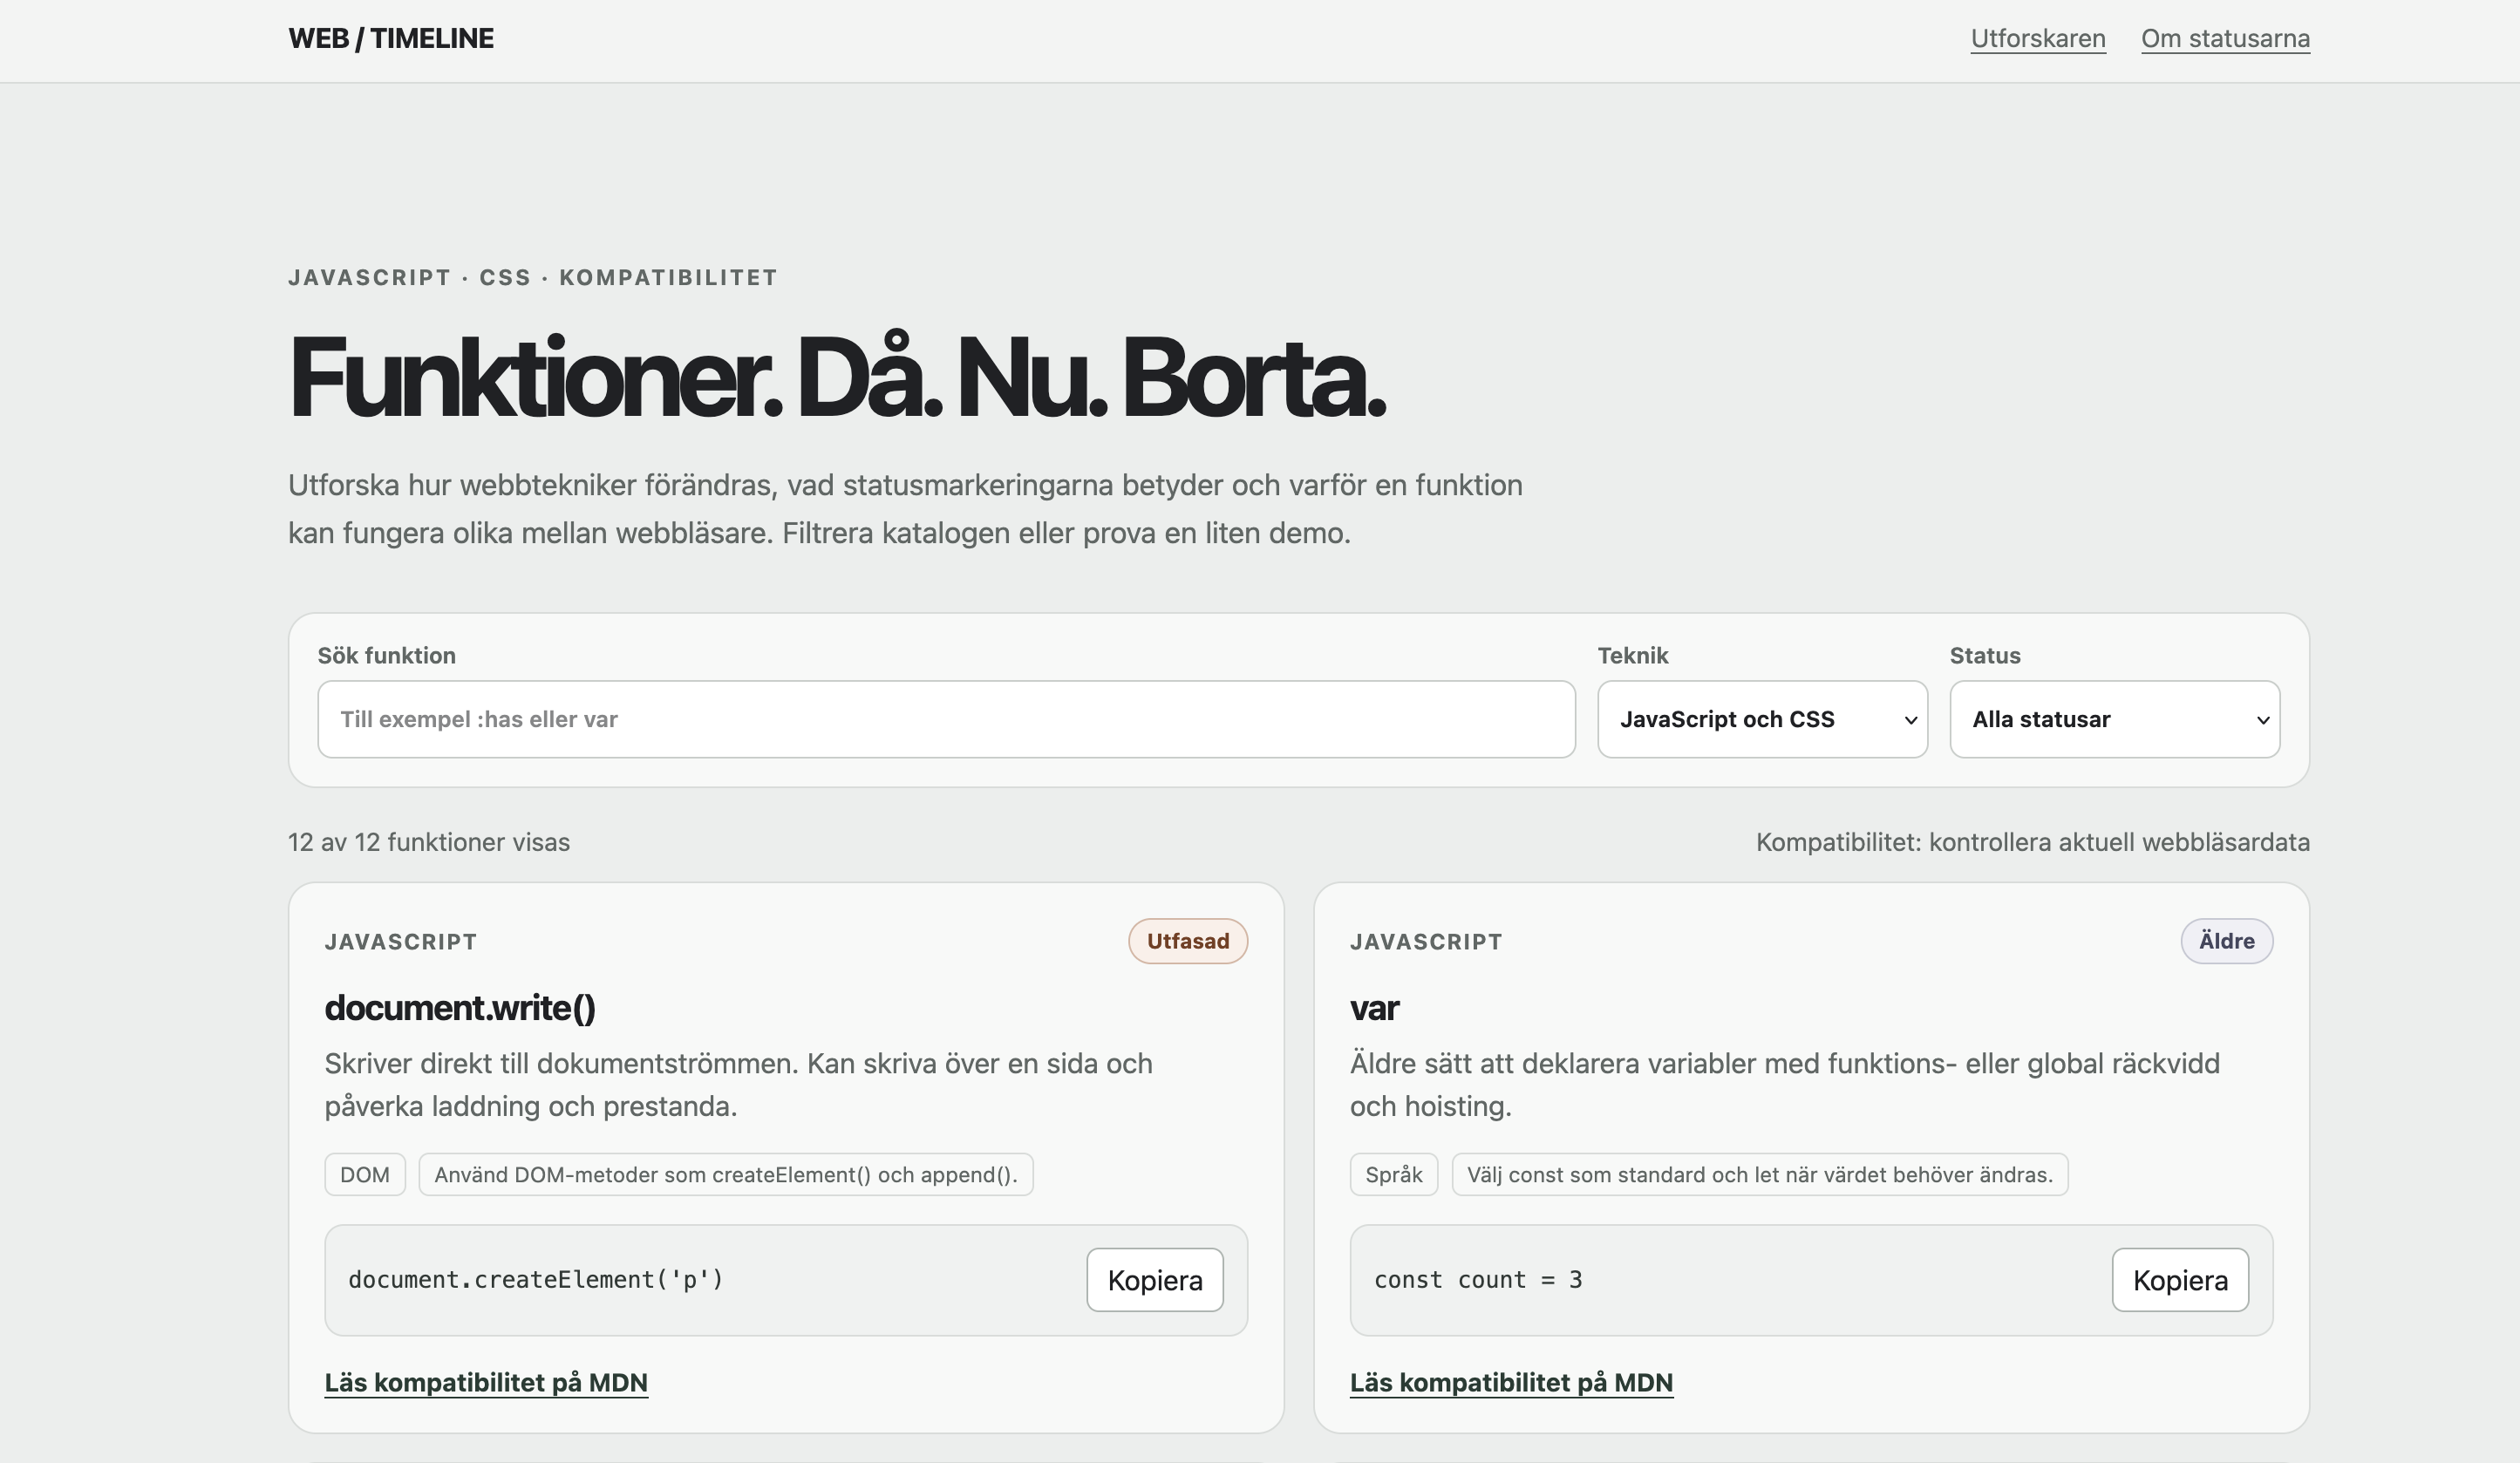 WEB / TIMELINE
Utforskaren
Om statusarna
JAVASCRIPT · CSS · KOMPATIBILITET
Funktioner. Då. Nu. Borta.
Utforska hur webbtekniker förändras, vad statusmarkeringarna betyder och varför en funktion
kan fungera olika mellan webbläsare. Filtrera katalogen eller prova en liten demo.
Sök funktion
Till exempel :has eller var
Teknik
JavaScript och CSS
Status
Alla statusar
12 av 12 funktioner visas
Kompatibilitet: kontrollera aktuell webbläsardata
JAVASCRIPT
Utfasad
document.write()
Skriver direkt till dokumentströmmen. Kan skriva över en sida och
påverka laddning och prestanda.
DOM
Använd DOM-metoder som createElement() och append().
document.createElement('p')
Kopiera
Läs kompatibilitet på MDN
JAVASCRIPT
Äldre
var
Äldre sätt att deklarera variabler med funktions- eller global räckvidd
och hoisting.
Språk
Välj const som standard och let när värdet behöver ändras.
const count = 3
Kopiera
Läs kompatibilitet på MDN